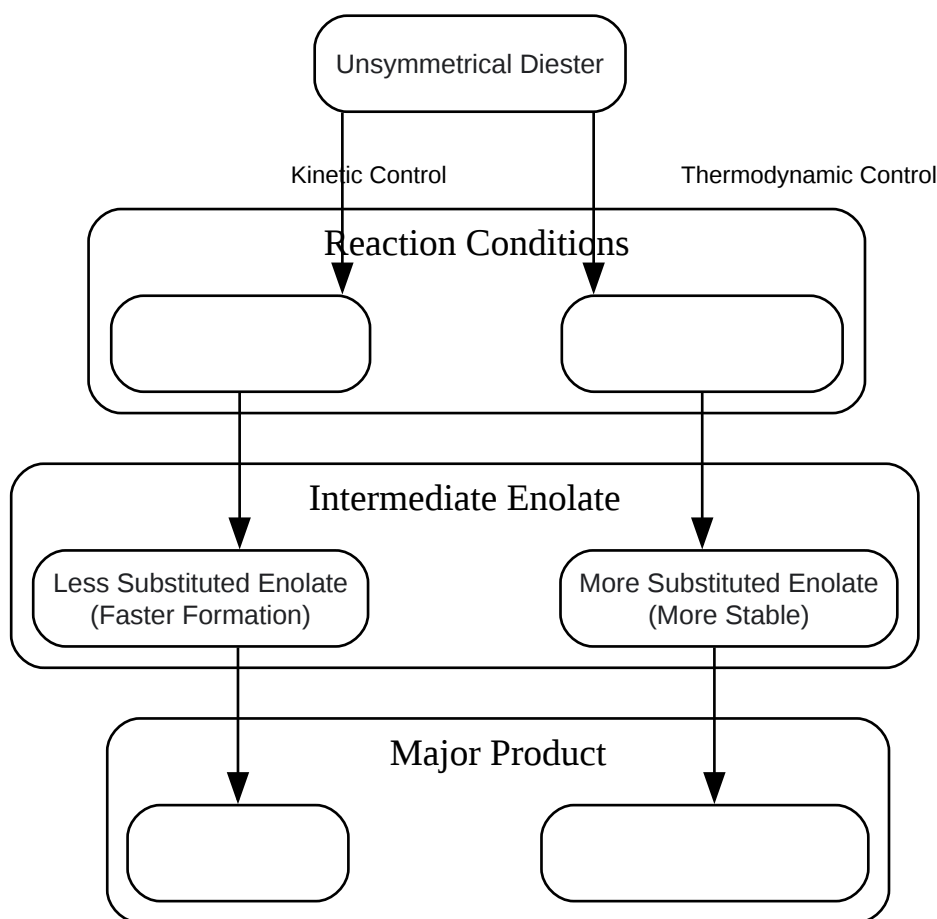 Unsymmetrical Diester
Kinetic Control
Thermodynamic Control
Reaction Conditions
Intermediate Enolate
Less Substituted Enolate
(Faster Formation)
More Substituted Enolate
(More Stable)
Major Product